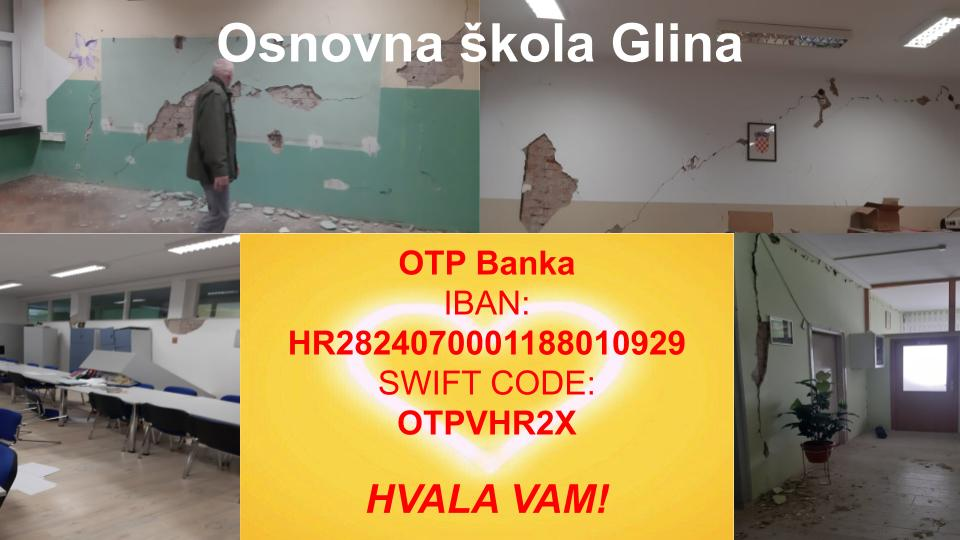 Osnovna škola Glina
OTP Banka
IBAN:
HR2824070001188010929
SWIFT CODE:
OTPVHR2X
HVALA VAM!